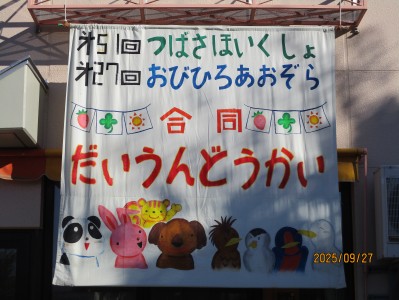 第51回つばさほいくしょ
第27回おびひろあおぞら
合同
だいうんどうかい
2025/09/27